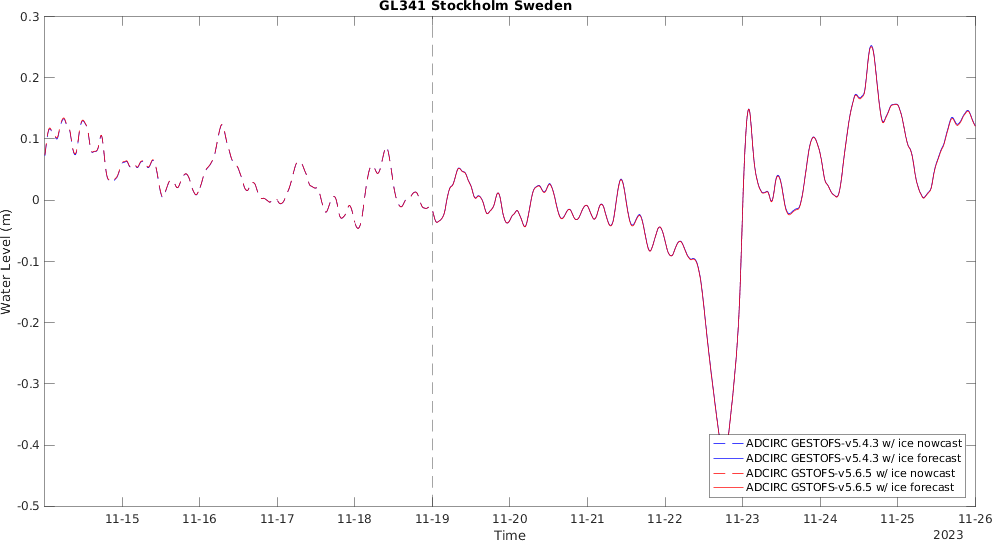 GL341 Stockholm Sweden
0.3
0.2
0.1
0
-0.1
-0.2
-0.3
-0.4
-0.5
Water Level (m)
ADCIRC GESTOFS-v5.4.3 w/ ice nowcast
ADCIRC GESTOFS-v5.4.3 w/ ice forecast
ADCIRC GSTOFS-v5.6.5 w/ ice nowcast
ADCIRC GSTOFS-v5.6.5 w/ ice forecast
11-15 11-16 11-17 11-18 11-19 11-20 11-21 11-22 11-23 11-24 11-25 11-26
Time
2023